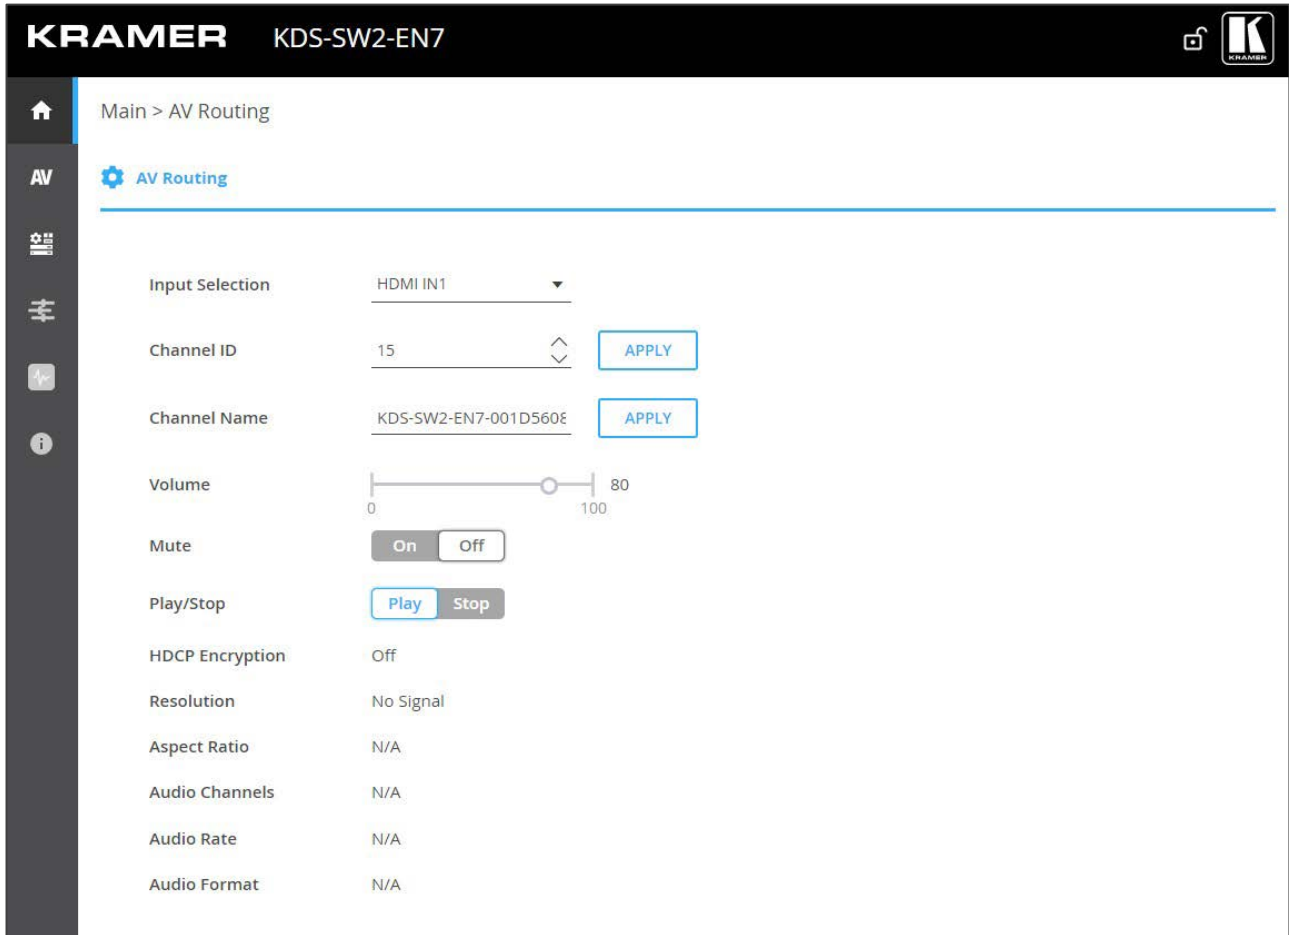 KRAMER KDS-SW2-EN7
KRAMER
Main > AV Routing
AV
AV Routing
Input Selection HDMI IN1
Channel ID 15 APPLY
Channel Name KDS-SW2-EN7-001D5608 APPLY
Volume 80
0 100
Mute On Off
Play/Stop Play Stop
HDCP Encryption Off
Resolution No Signal
Aspect Ratio N/A
Audio Channels N/A
Audio Rate N/A
Audio Format N/A